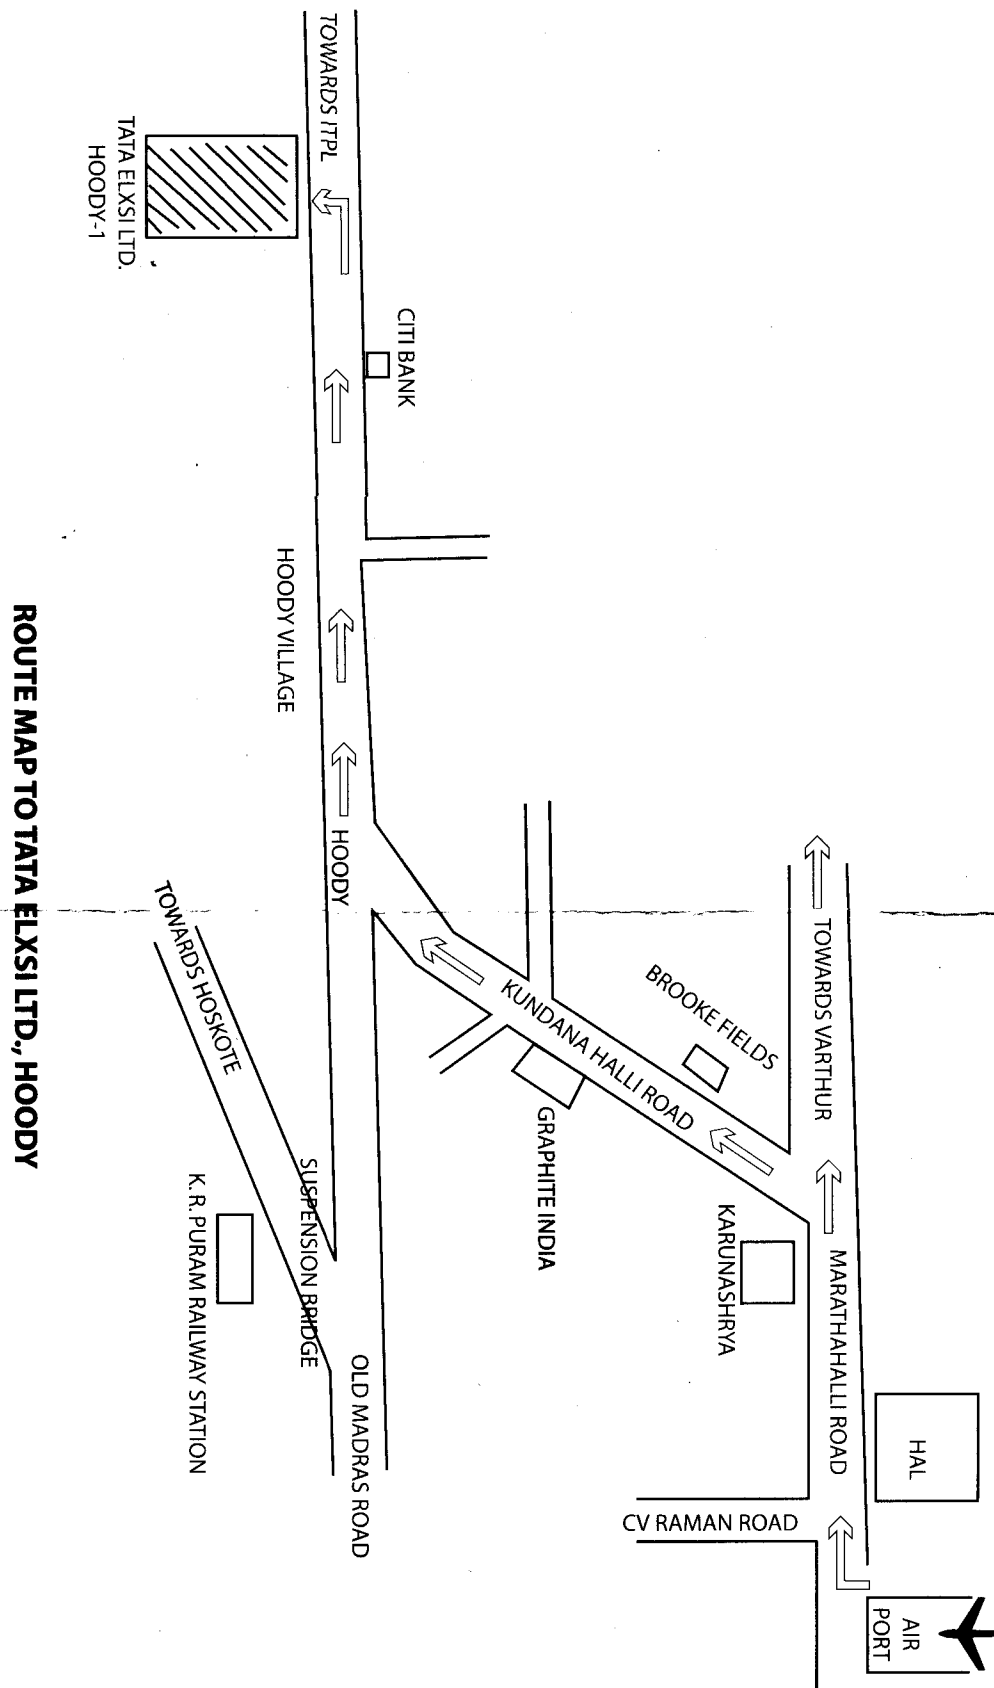 TOWARDS ITPL
TATA ELXSI LTD.
HOODY-1
CITI BANK
HOODY VILLAGE
HOODY
TOWARDS HOSKOTE
SUSPENSION BRIDGE
K. R. PURAM RAILWAY STATION
OLD MADRAS ROAD
KUNDANA HALLI ROAD
GRAPHITE INDIA
BROOKE FIELDS
TOWARDS VARTHUR
KARUNASHRYA
MARATHAHALLI ROAD
HAL
CV RAMAN ROAD
AIR
PORT
ROUTE MAP TO TATA ELXSI LTD., HOODY